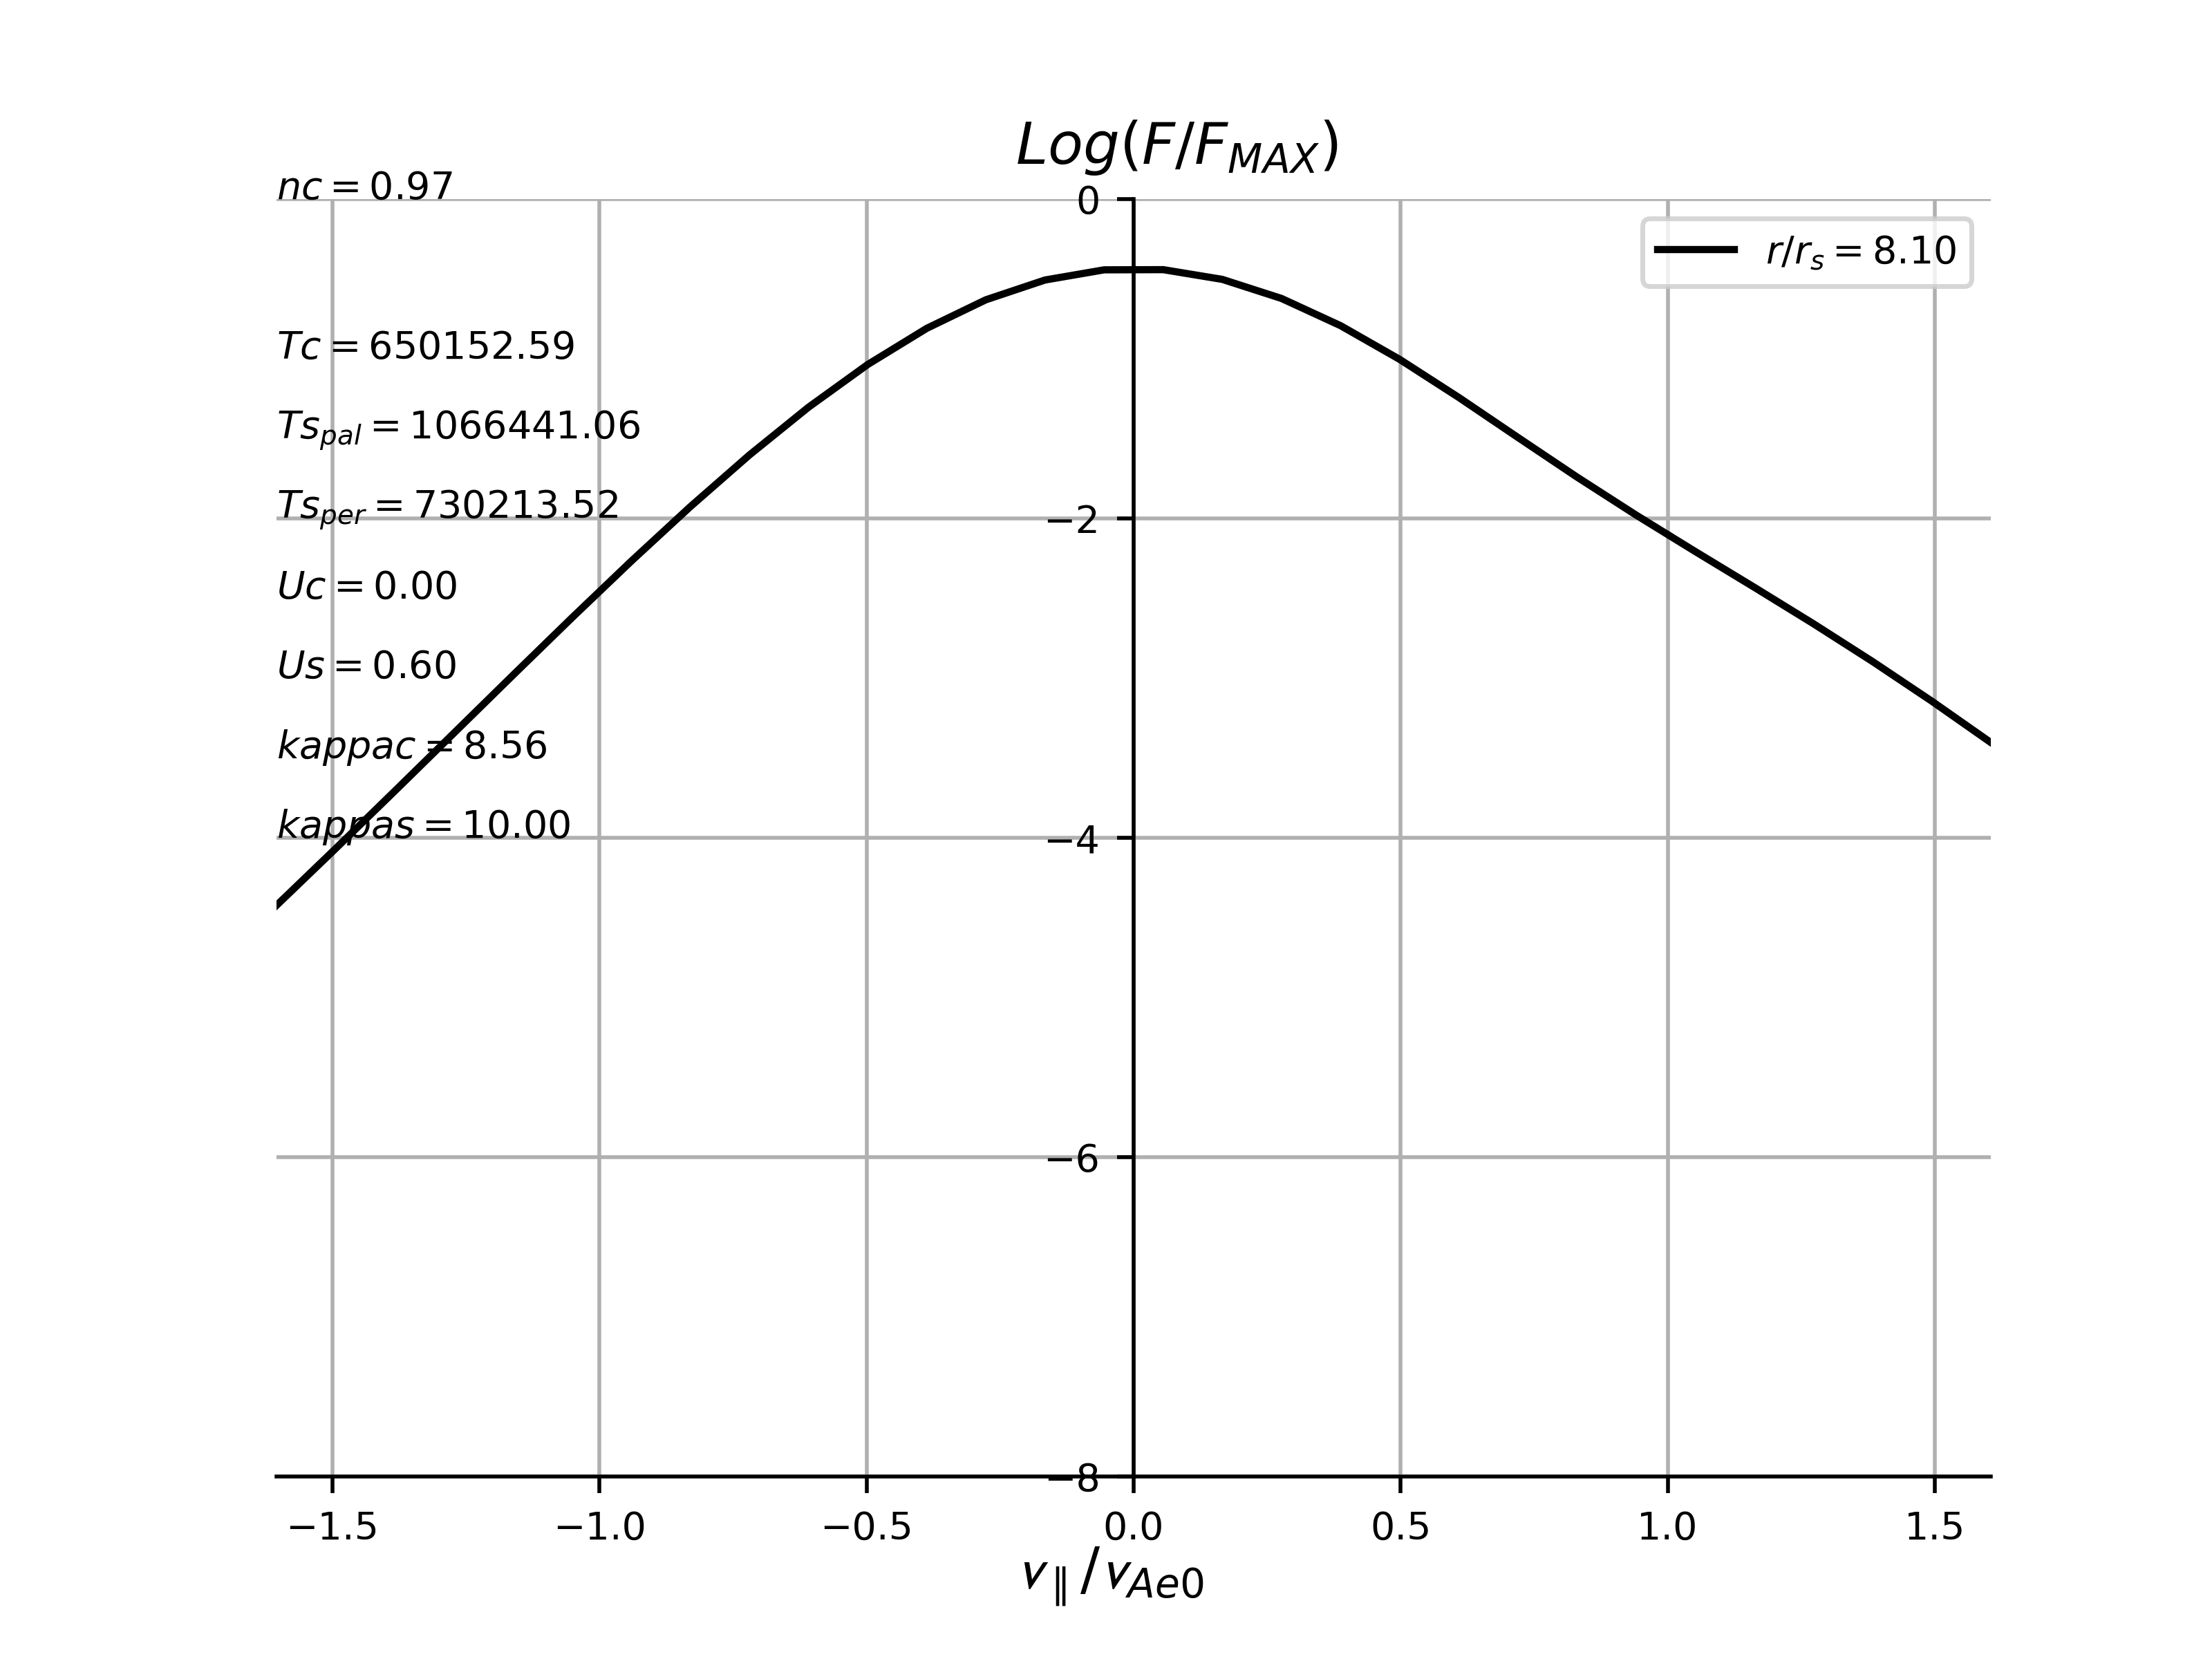 Log(F/F_MAX)
nc = 0.97
0
r/r_s = 8.10
Tc = 650152.59
Ts_pal = 1066441.06
Ts_per = 730213.52
−2
Uc = 0.00
Us = 0.60
kappac = 8.56
kappas = 10.00
−4
−6
−8
−1.5 −1.0 −0.5 0.0 0.5 1.0 1.5
v_∥/v_Ae0